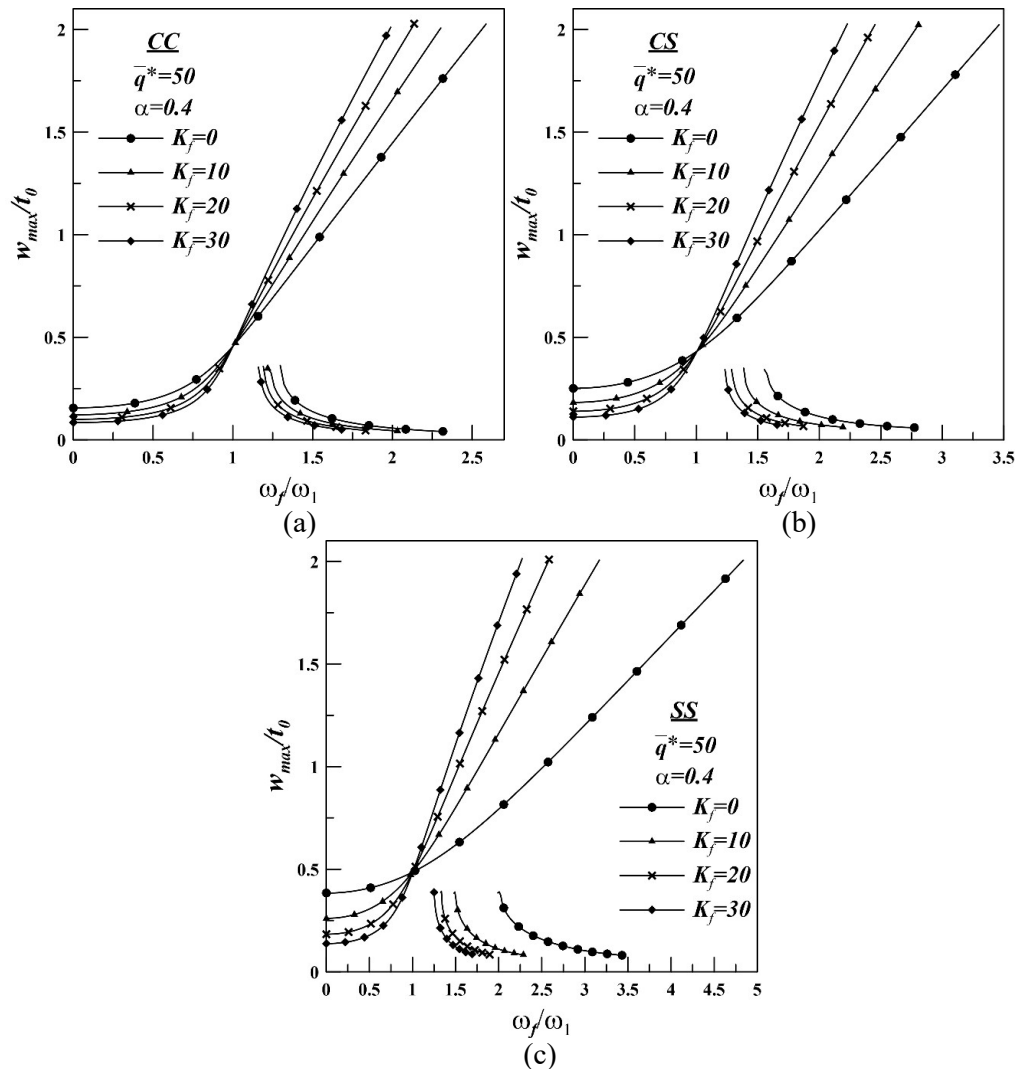 CC
q̅*=50
α=0.4
K_f=0
K_f=10
K_f=20
K_f=30
w_max/t_0
2
1.5
1
0.5
0
0 0.5 1 1.5 2 2.5
ω_f/ω_1
(a)
CS
q̅*=50
α=0.4
K_f=0
K_f=10
K_f=20
K_f=30
w_max/t_0
2
1.5
1
0.5
0
0 0.5 1 1.5 2 2.5 3 3.5
ω_f/ω_1
(b)
SS
q̅*=50
α=0.4
K_f=0
K_f=10
K_f=20
K_f=30
w_max/t_0
2
1.5
1
0.5
0
0 0.5 1 1.5 2 2.5 3 3.5 4 4.5 5
ω_f/ω_1
(c)